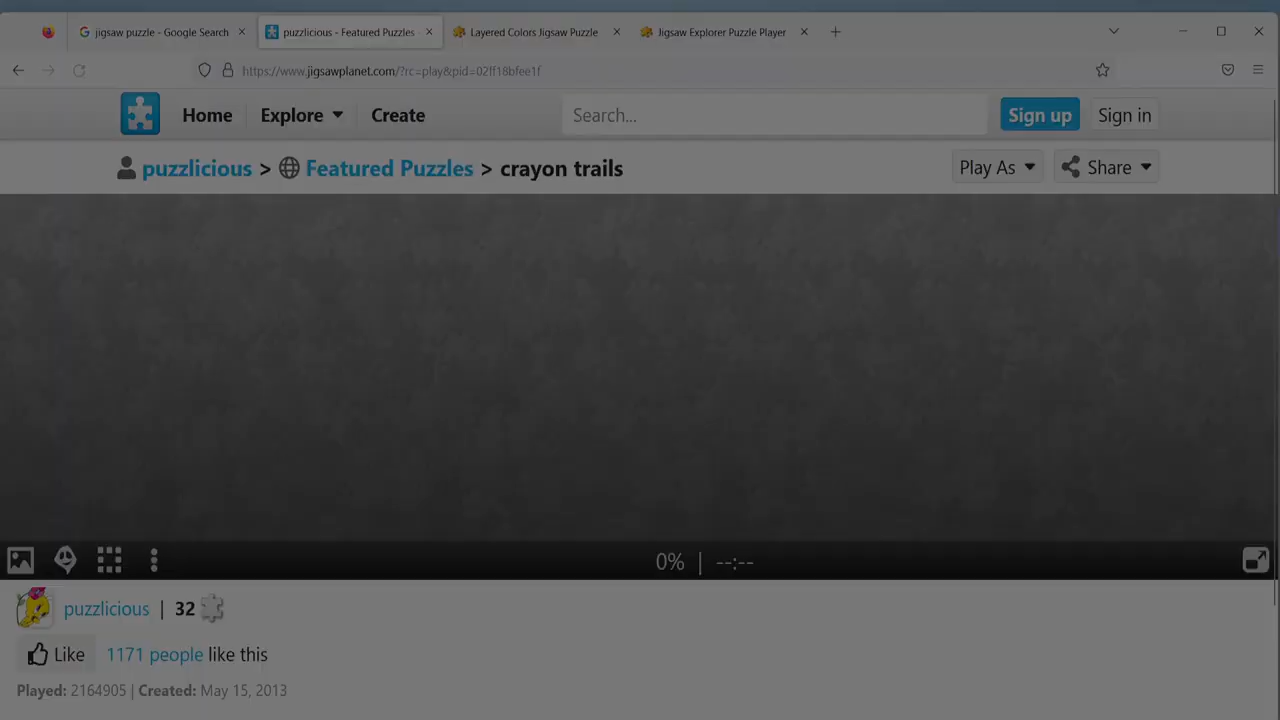 jigsaw puzzle - Google Search
puzzlicious - Featured Puzzles
Layered Colors Jigsaw Puzzle
Jigsaw Explorer Puzzle Player
https://www.jigsawplanet.com/?rc=play&pid=02ff18bfee1f
Home
Explore
Create
Search...
Sign up
Sign in
puzzlicious > Featured Puzzles > crayon trails
Play As
Share
0% | --:--
puzzlicious | 32
Like
1171 people like this
Played: 2164905 | Created: May 15, 2013